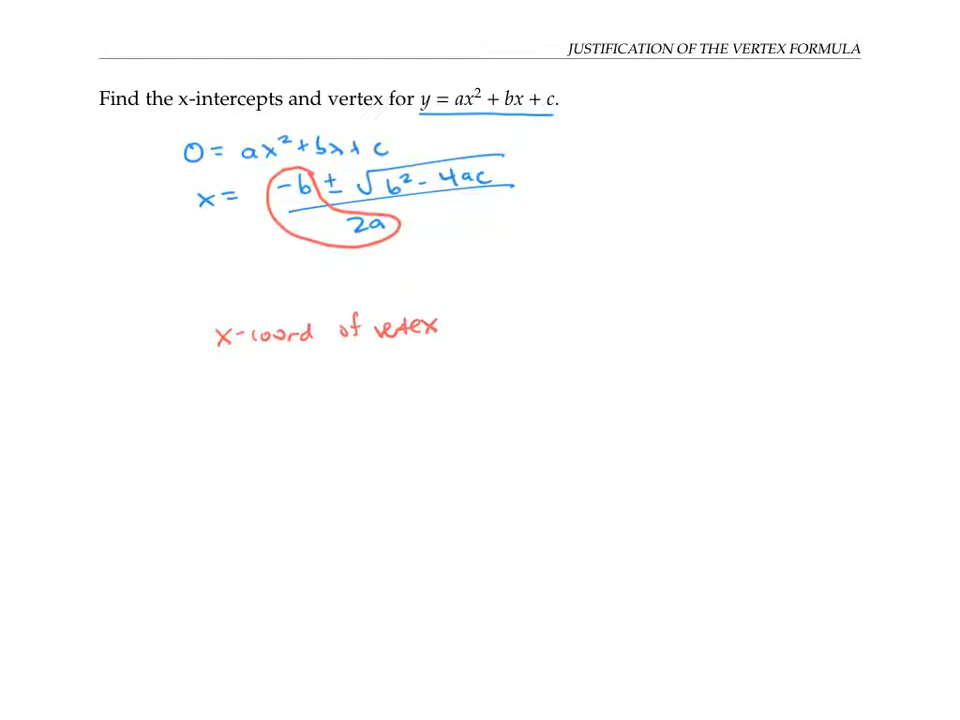 JUSTIFICATION OF THE VERTEX FORMULA
Find the x-intercepts and vertex for y = ax² + bx + c.
0 = ax² + bx + c
x = (-b ± √(b² - 4ac)) / 2a
x-coord of vertex